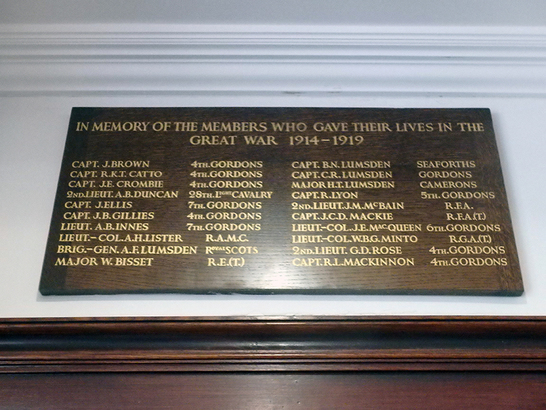 IN MEMORY OF THE MEMBERS WHO GAVE THEIR LIVES IN THE
GREAT WAR 1914-1919
CAPT. J. BROWN 4TH. GORDONS
CAPT. R.K.T. CATTO 4TH. GORDONS
CAPT. J.E. CROMBIE 4TH. GORDONS
2ND. LIEUT. A.B. DUNCAN 28TH. LGHT CAVALRY
CAPT. J. ELLIS 7TH. GORDONS
CAPT. J.B. GILLIES 4TH. GORDONS
LIEUT. A.B. INNES 7TH. GORDONS
LIEUT.-COL. A.H. LISTER R.A.M.C.
BRIG-GEN. A.F. LUMSDEN ROYAL SCOTS
MAJOR W. BISSET R.E.(T.)
CAPT. B.N. LUMSDEN SEAFORTHS
CAPT. C.R. LUMSDEN GORDONS
MAJOR H.T. LUMSDEN CAMERONS
CAPT. R. LYON 5TH. GORDONS
2ND. LIEUT. J.M. McBAIN R.F.A.
CAPT. J.C.D. MACKIE R.F.A.(T.)
LIEUT.-COL. J.E. MAC.QUEEN 6TH. GORDONS
LIEUT.-COL. W.B.G. MINTO R.G.A.(T.)
2ND. LIEUT. G.D. ROSE 4TH. GORDONS
CAPT. R.L. MACKINNON 4TH. GORDONS